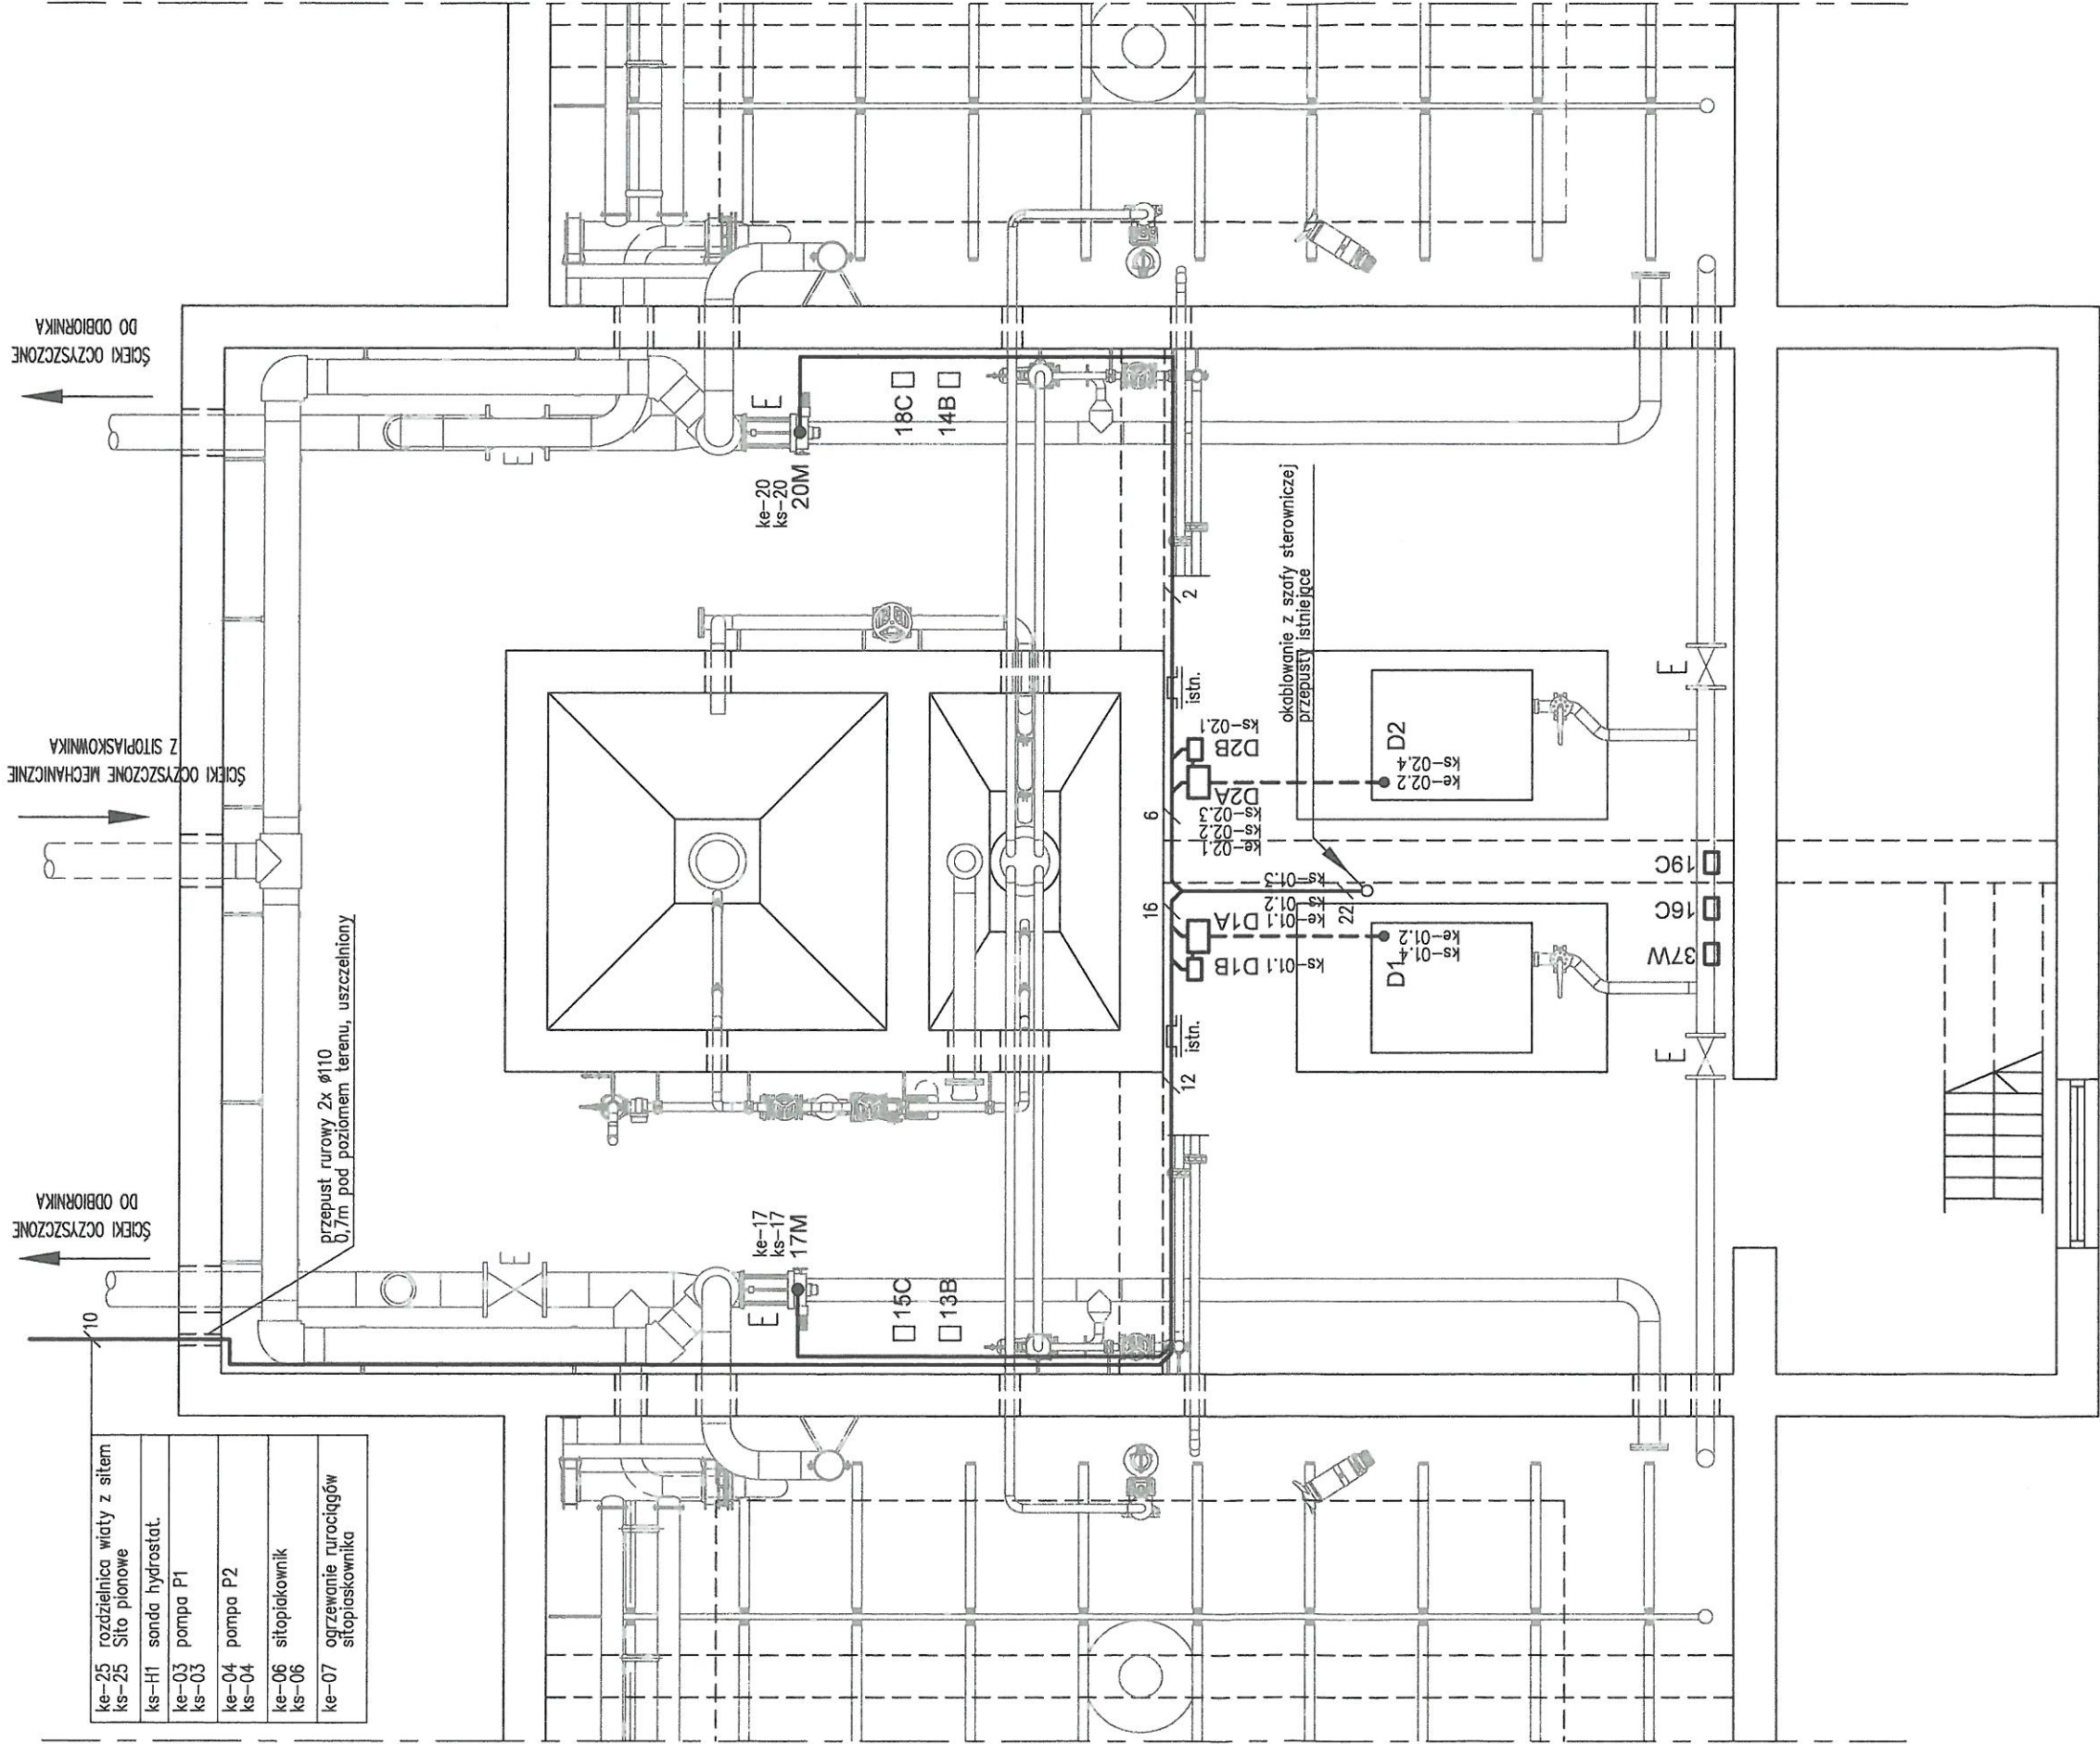 ŚCIEKI OCZYSZCZONE
DO ODBIORNIKA
ŚCIEKI OCZYSZCZONE MECHANICZNIE
Z SITOPIASKOWNIKA
ŚCIEKI OCZYSZCZONE
DO ODBIORNIKA
przepust rurowy 2x ø110
0,7m pod poziomem terenu, uszczelniony
10
ke-25 rozdzielnica wiaty z sitem
ks-25 Sito pionowe
ks-H1 sonda hydrostat.
ke-03 pompa P1
ks-03
ke-04 pompa P2
ks-04
ke-06 sitopiakownik
ks-06
ke-07 ogrzewanie rurociągów
sitopiaskownika
E
E
ke-20
ks-20
20M
18C
14B
E
E
ke-17
ks-17
17M
15C
13B
2
istn.
6
16
istn.
12
22
okablowanie z szafy sterowniczej
przepusty istniejące
D2B
ks-02.1
D2A
ks-02.3
ks-02.2
ke-02.1
D2
ks-02.4
ke-02.2
ks-01.3
ks-01.2
ke-01.1
D1A
D1B
ks-01.1
D1
ke-01.2
ks-01.4
E
19C
16C
37W
E